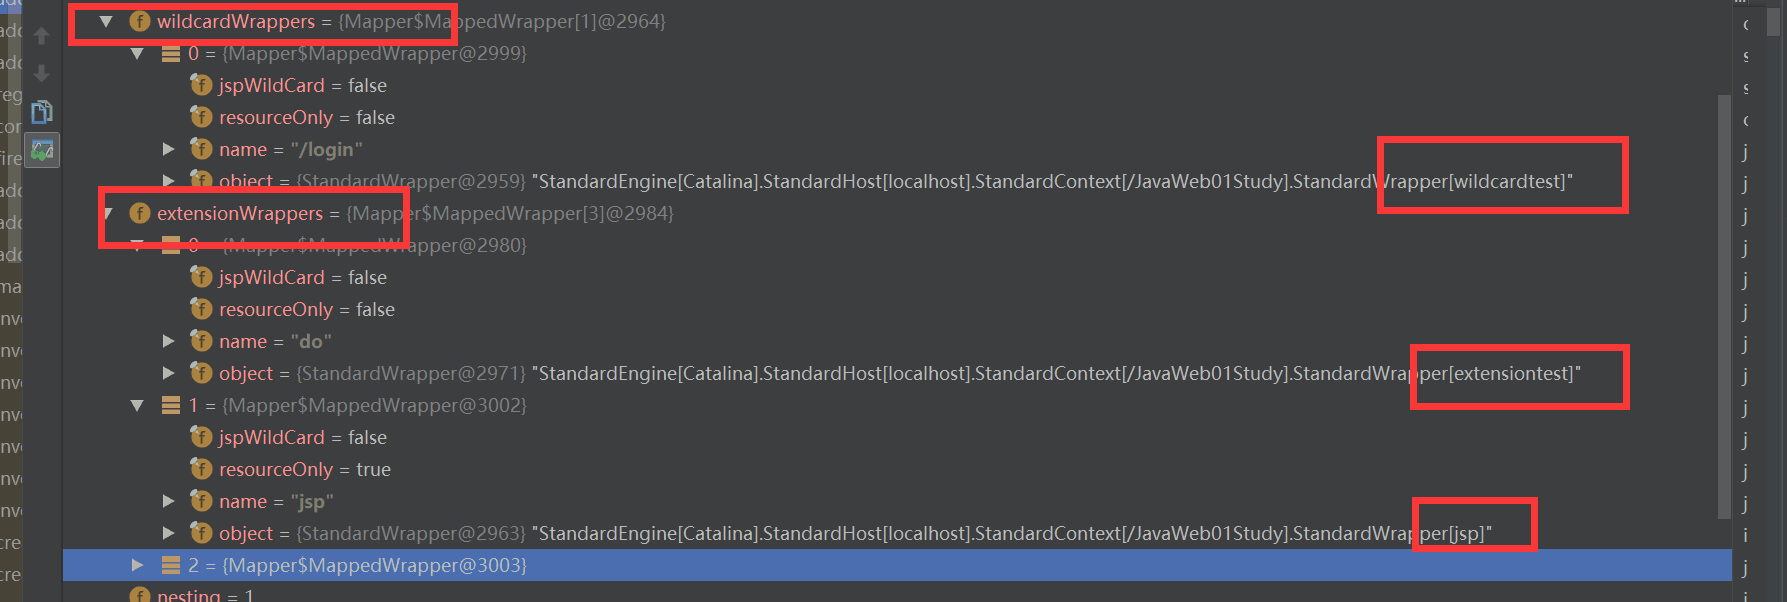 wildcardWrappers = {Mapper$MappedWrapper[1]@2964}
0 = {Mapper$MappedWrapper@2999}
jspWildCard = false
resourceOnly = false
name = "/login"
object = {StandardWrapper@2959} "StandardEngine[Catalina].StandardHost[localhost].StandardContext[/JavaWeb01Study].StandardWrapper[wildcardtest]"
extensionWrappers = {Mapper$MappedWrapper[3]@2984}
0 = {Mapper$MappedWrapper@2980}
jspWildCard = false
resourceOnly = false
name = "do"
object = {StandardWrapper@2971} "StandardEngine[Catalina].StandardHost[localhost].StandardContext[/JavaWeb01Study].StandardWrapper[extensiontest]"
1 = {Mapper$MappedWrapper@3002}
jspWildCard = false
resourceOnly = true
name = "jsp"
object = {StandardWrapper@2963} "StandardEngine[Catalina].StandardHost[localhost].StandardContext[/JavaWeb01Study].StandardWrapper[jsp]"
2 = {Mapper$MappedWrapper@3003}
nesting = 1